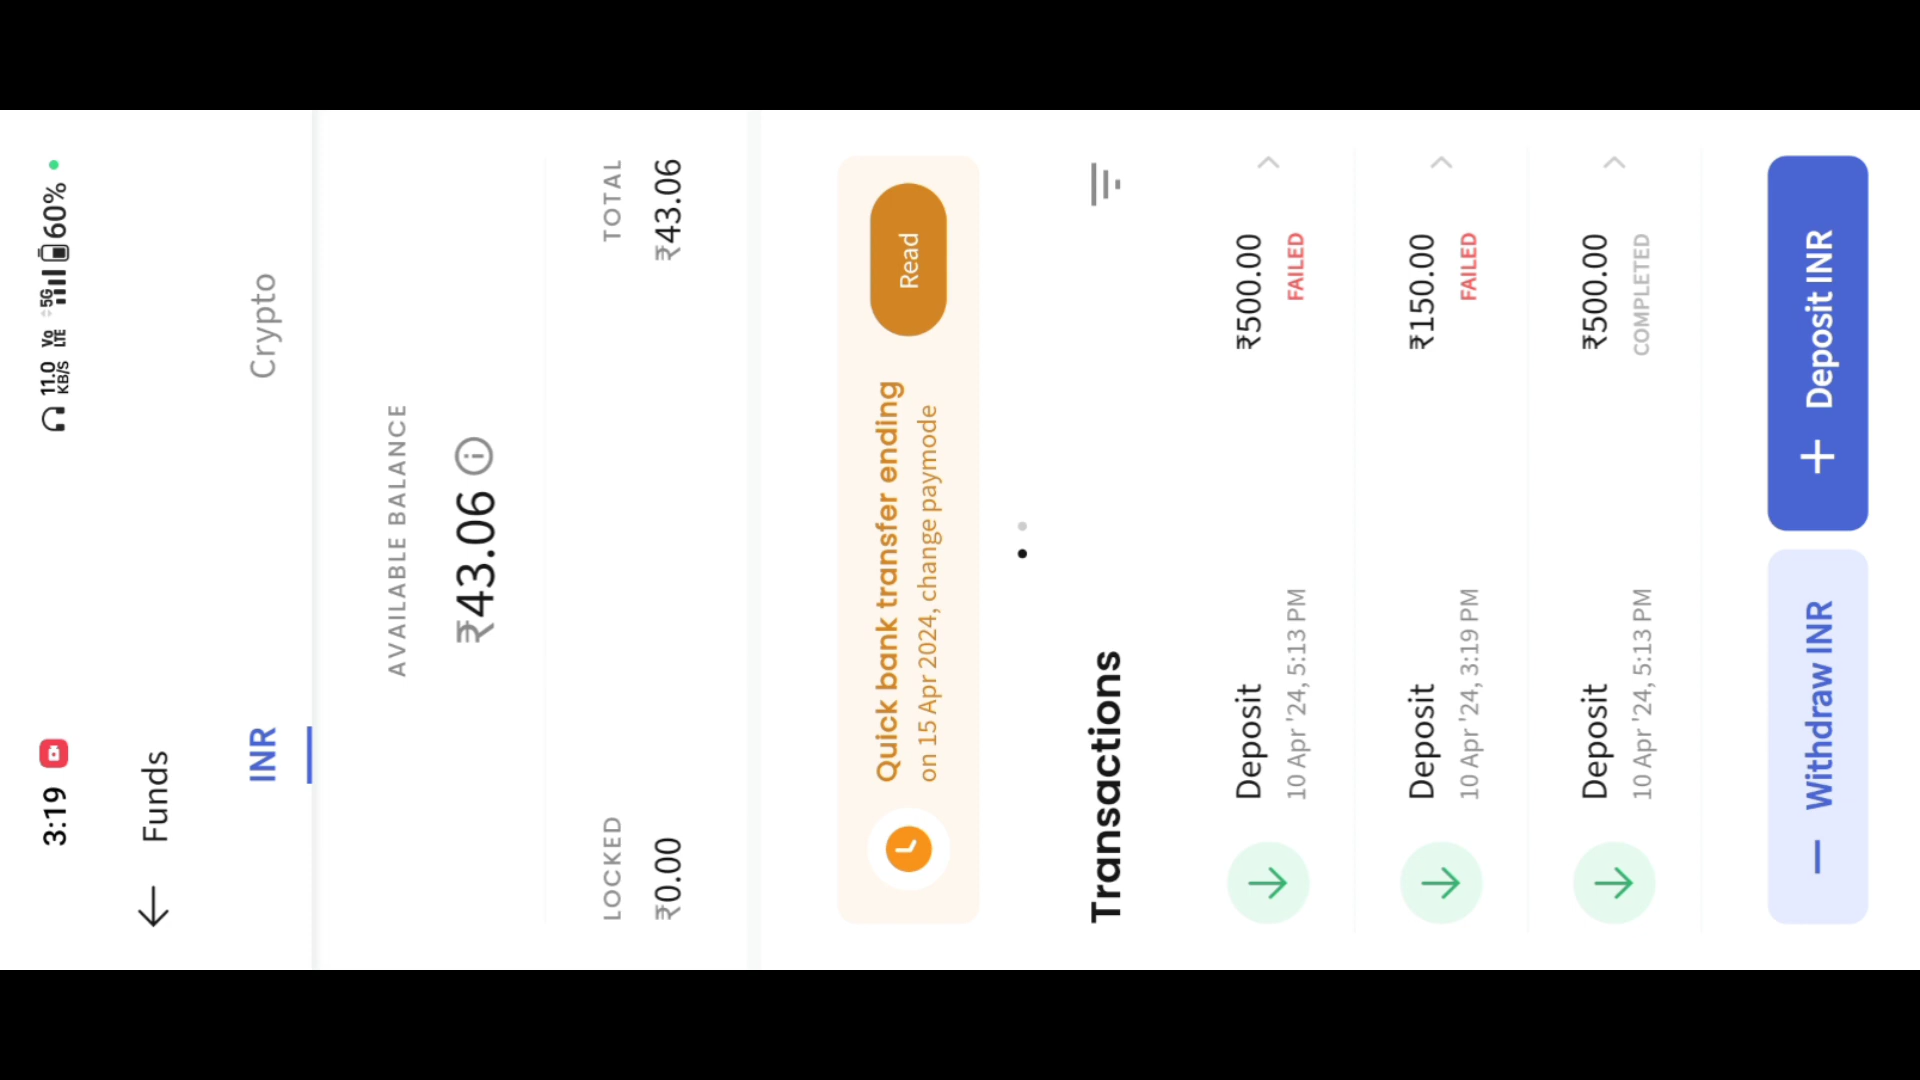 3:19 11.0 KB/S Vo LTE 5G 60%
Funds
INR Crypto
AVAILABLE BALANCE
₹43.06
LOCKED TOTAL
₹0.00 ₹43.06
Quick bank transfer ending
on 15 Apr 2024, change paymode
Read
Transactions
Deposit ₹500.00
10 Apr '24, 5:13 PM FAILED
Deposit ₹150.00
10 Apr '24, 3:19 PM FAILED
Deposit ₹500.00
10 Apr '24, 5:13 PM COMPLETED
Withdraw INR Deposit INR